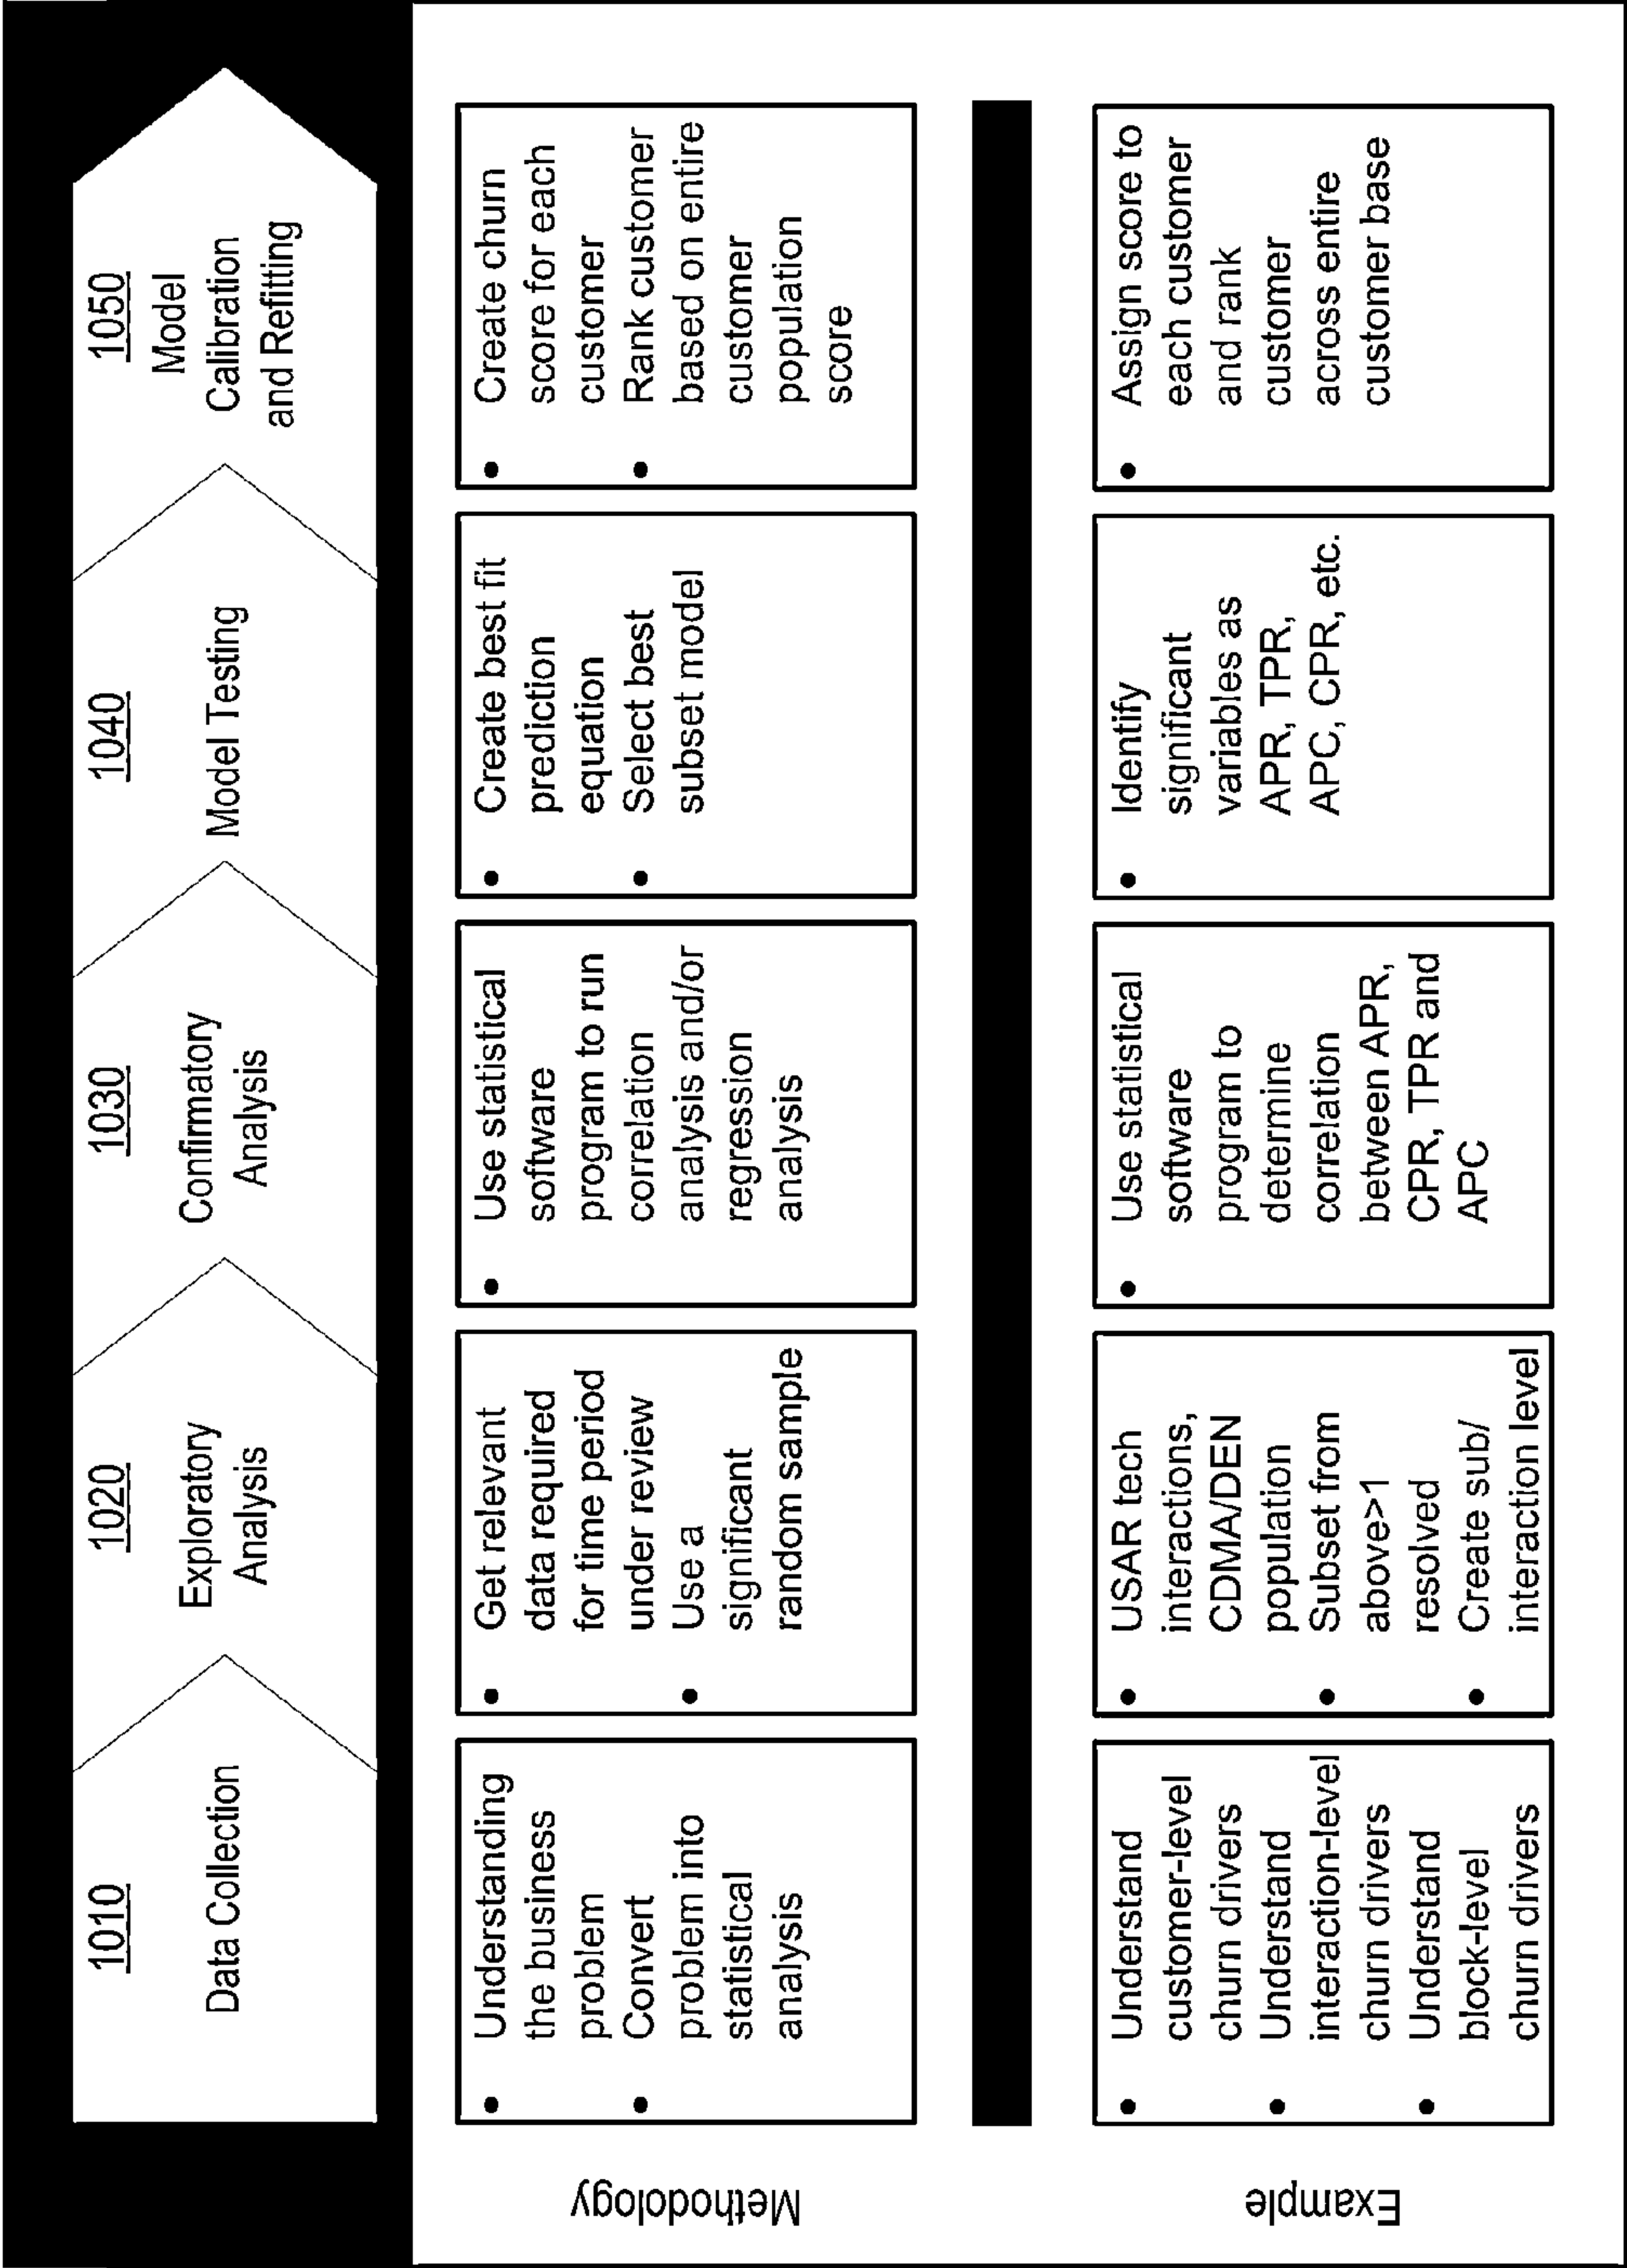 1010
Data Collection
1020
Exploratory
Analysis
1030
Confirmatory
Analysis
1040
Model Testing
1050
Model
Calibration
and Refitting
Methodology
• Understanding
the business
problem
• Convert
problem into
statistical
analysis
• Get relevant
data required
for time period
under review
• Use a
significant
random sample
• Use statistical
software
program to run
correlation
analysis and/or
regression
analysis
• Create best fit
prediction
equation
• Select best
subset model
• Create churn
score for each
customer
• Rank customer
based on entire
customer
population
score
Example
• Understand
customer-level
churn drivers
• Understand
interaction-level
churn drivers
• Understand
block-level
churn drivers
• USAR tech
interactions,
CDMA/DEN
population
• Subset from
above>1
resolved
• Create sub/
interaction level
• Use statistical
software
program to
determine
correlation
between APR,
CPR, TPR and
APC
• Identify
significant
variables as
APR, TPR,
APC, CPR, etc.
• Assign score to
each customer
and rank
customer
across entire
customer base